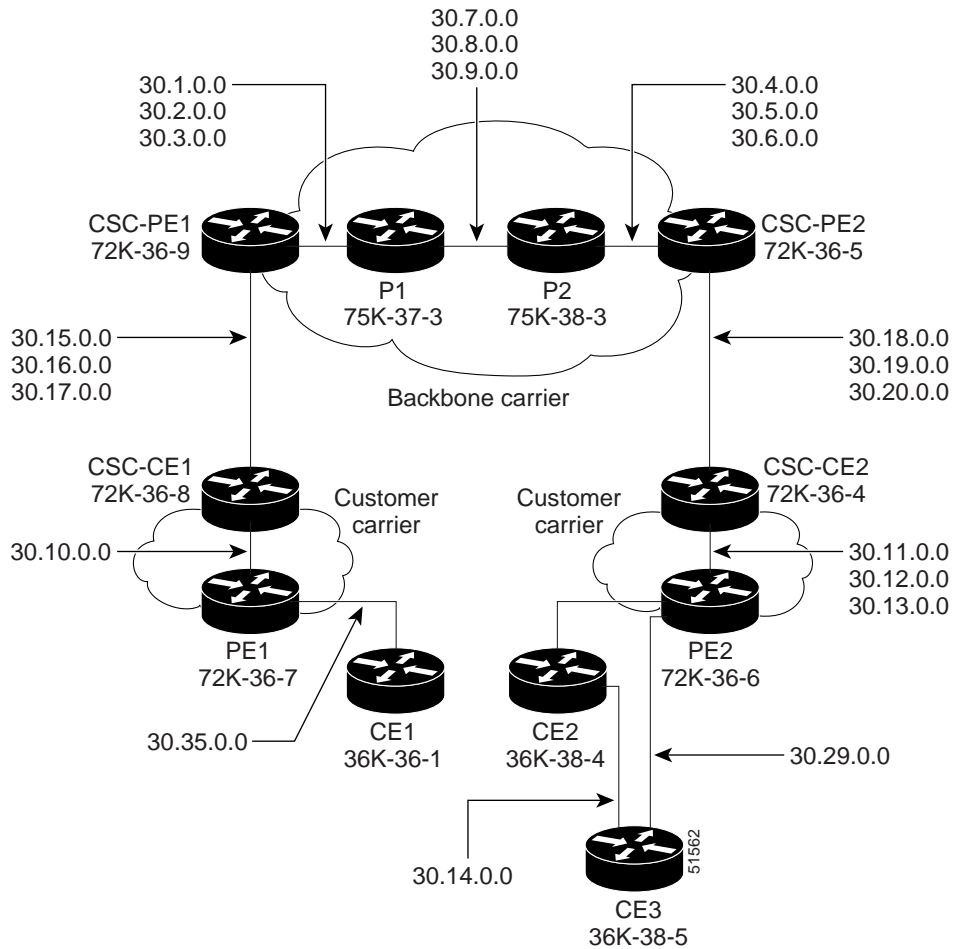 30.7.0.0
30.8.0.0
30.9.0.0
30.1.0.0
30.2.0.0
30.3.0.0
30.4.0.0
30.5.0.0
30.6.0.0
CSC-PE1
72K-36-9
P1
75K-37-3
P2
75K-38-3
CSC-PE2
72K-36-5
30.15.0.0
30.16.0.0
30.17.0.0
Backbone carrier
30.18.0.0
30.19.0.0
30.20.0.0
CSC-CE1
72K-36-8
Customer
carrier
Customer
carrier
CSC-CE2
72K-36-4
30.10.0.0
30.11.0.0
30.12.0.0
30.13.0.0
PE1
72K-36-7
PE2
72K-36-6
30.35.0.0
CE1
36K-36-1
CE2
36K-38-4
30.29.0.0
30.14.0.0
51562
CE3
36K-38-5